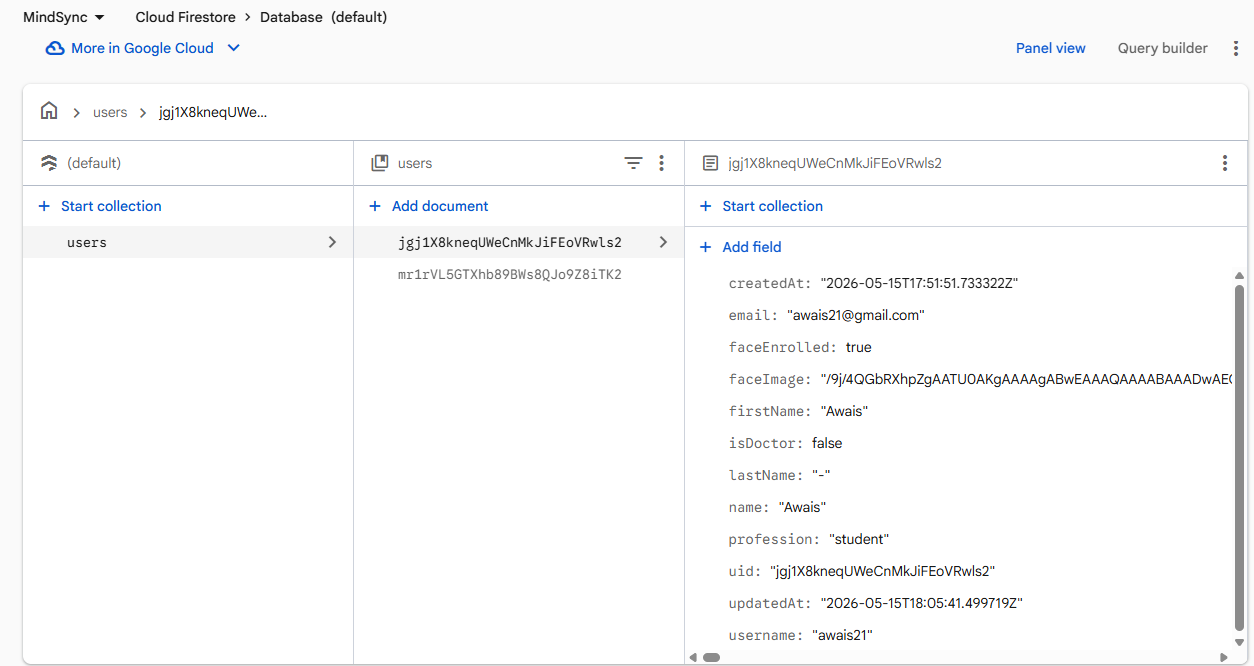 MindSync Cloud Firestore > Database (default)
More in Google Cloud
Panel view Query builder
users > jgj1X8kneqUWe...
(default)
+ Start collection
users
users
+ Add document
jgj1X8kneqUWeCnMkJiFEoVRwls2
mr1rVL5GTXhb89BWs8QJo9Z8iTK2
jgj1X8kneqUWeCnMkJiFEoVRwls2
+ Start collection
+ Add field
createdAt: "2026-05-15T17:51:51.733322Z"
email: "awais21@gmail.com"
faceEnrolled: true
faceImage: "/9j/4QGbRXhpZgAATU0AKgAAAAgABwEAAAQAAAABAAADwAE
firstName: "Awais"
isDoctor: false
lastName: "-"
name: "Awais"
profession: "student"
uid: "jgj1X8kneqUWeCnMkJiFEoVRwls2"
updatedAt: "2026-05-15T18:05:41.499719Z"
username: "awais21"